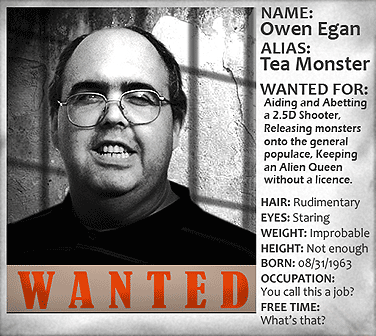 NAME:
Owen Egan
ALIAS:
Tea Monster
WANTED FOR:
Aiding and Abetting
a 2.5D Shooter,
Releasing monsters
onto the general
populace, Keeping
an Alien Queen
without a licence.
HAIR: Rudimentary
EYES: Staring
WEIGHT: Improbable
HEIGHT: Not enough
BORN: 08/31/1963
OCCUPATION:
You call this a job?
FREE TIME:
What's that?
WANTED